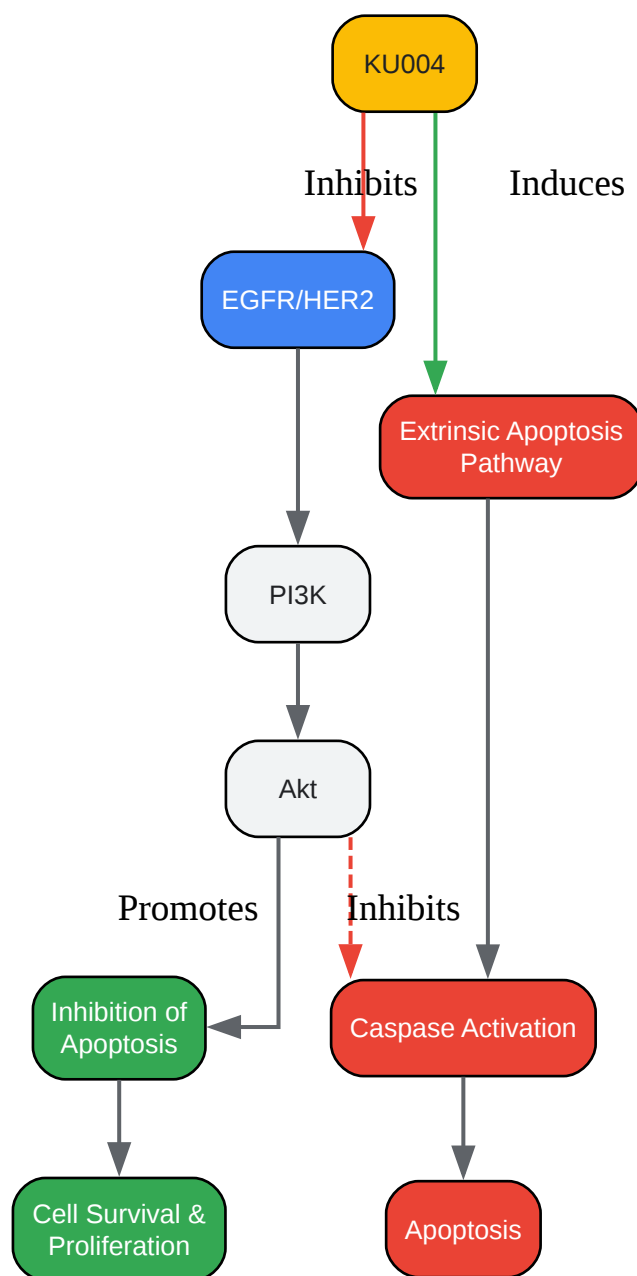 KU004
Inhibits
Induces
EGFR/HER2
Extrinsic Apoptosis
Pathway
PI3K
Akt
Promotes
Inhibits
Inhibition of
Apoptosis
Caspase Activation
Cell Survival &
Proliferation
Apoptosis